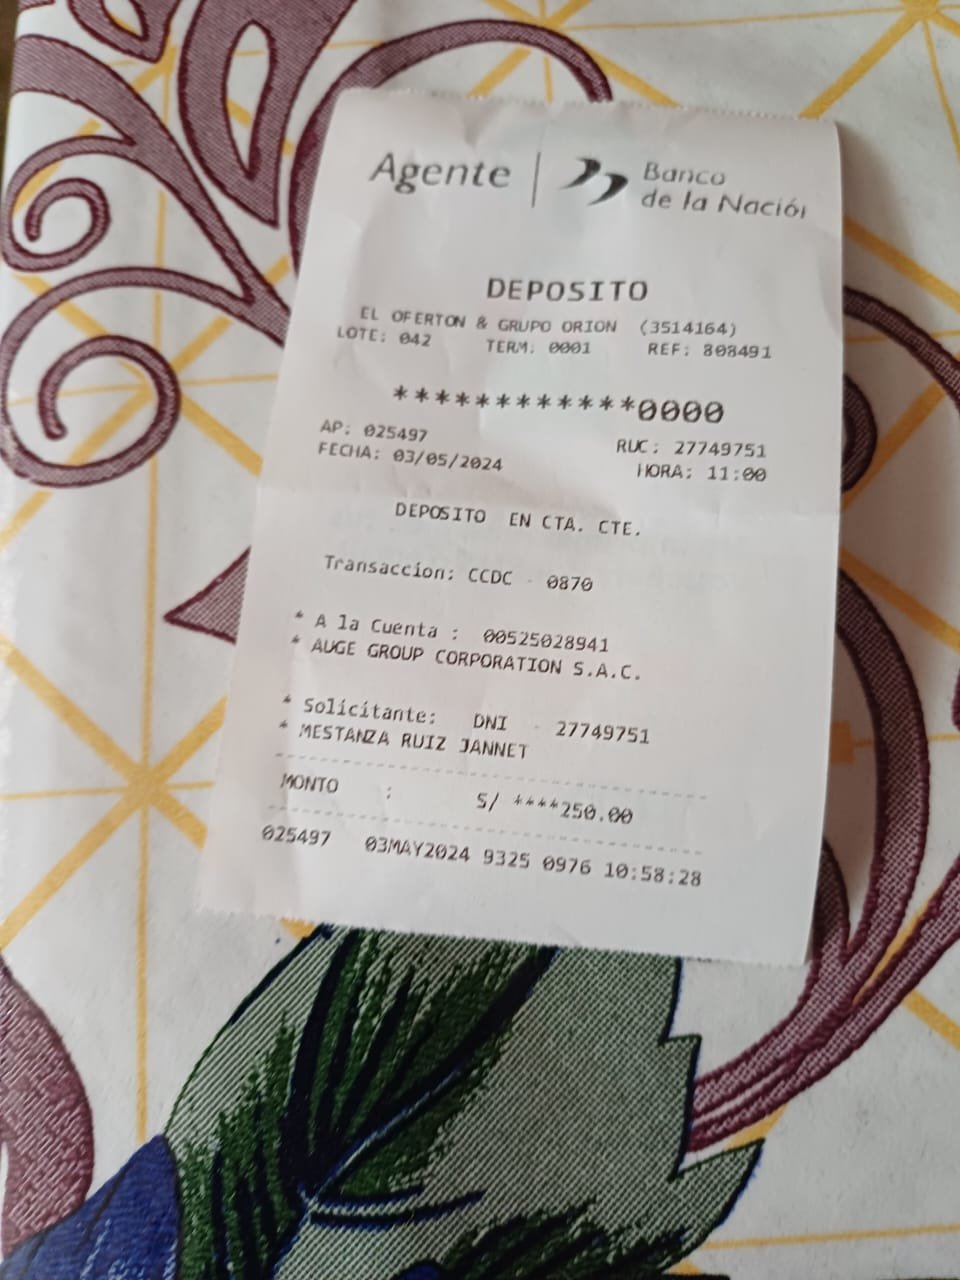 Agente | Banco
de la Nación
DEPOSITO
EL OFERTON & GRUPO ORION (3514164)
LOTE: 042 TERM: 0001 REF: 808491
************0000
AP: 025497 RUC: 27749751
FECHA: 03/05/2024 HORA: 11:00
DEPOSITO EN CTA. CTE.
Transaccion: CCDC - 0870
* A la Cuenta : 00525028941
* AUGE GROUP CORPORATION S.A.C.
* Solicitante: DNI - 27749751
* MESTANZA RUIZ JANNET
MONTO : S/ ****250.00
025497 03MAY2024 9325 0976 10:58:28